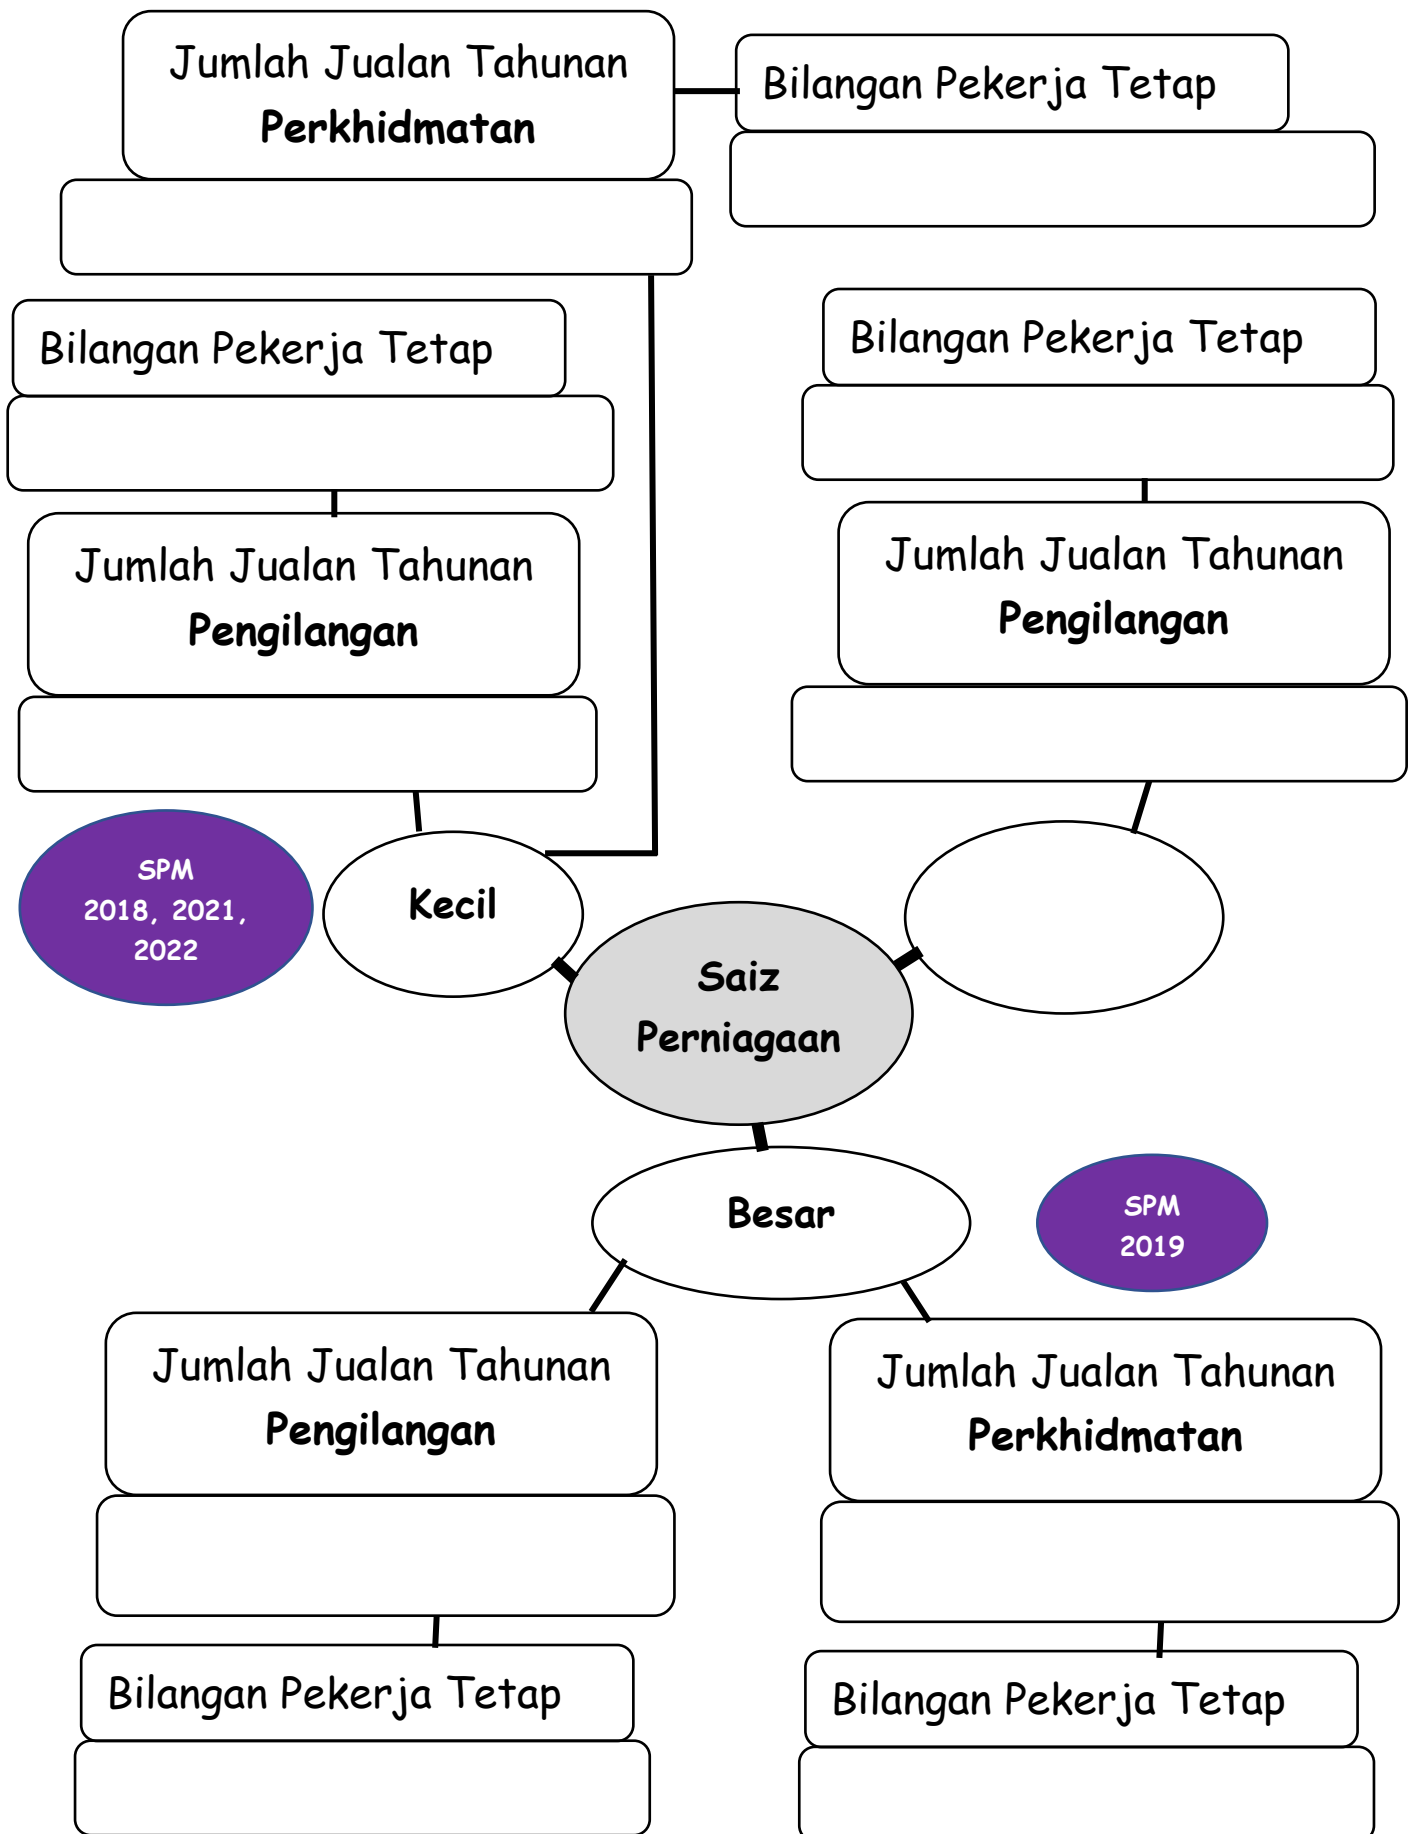 Jumlah Jualan Tahunan
Perkhidmatan
Bilangan Pekerja Tetap
Bilangan Pekerja Tetap
Bilangan Pekerja Tetap
Jumlah Jualan Tahunan
Pengilangan
Jumlah Jualan Tahunan
Pengilangan
SPM
2018, 2021,
2022
Kecil
Saiz
Perniagaan
Besar
SPM
2019
Jumlah Jualan Tahunan
Pengilangan
Jumlah Jualan Tahunan
Perkhidmatan
Bilangan Pekerja Tetap
Bilangan Pekerja Tetap